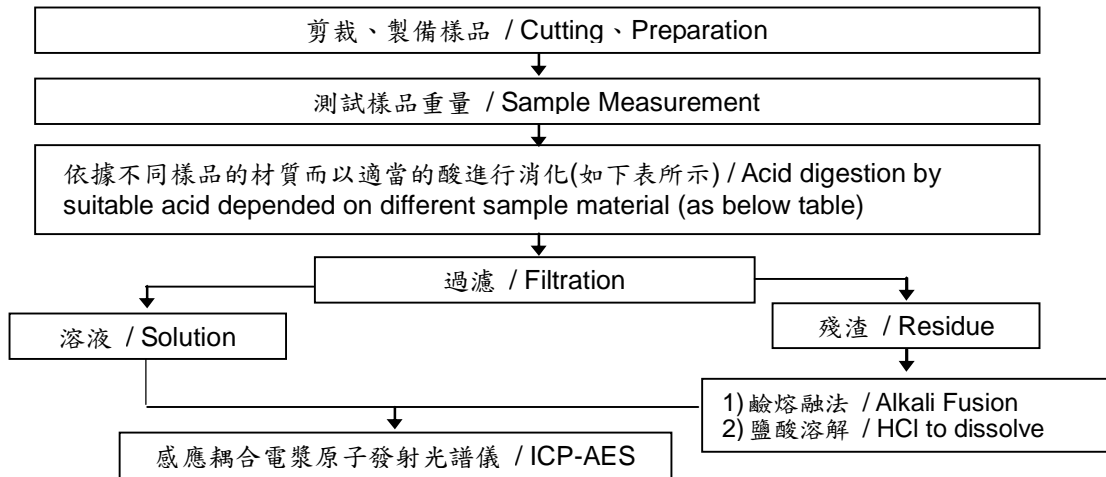 剪裁、製備樣品 / Cutting、Preparation
測試樣品重量 / Sample Measurement
依據不同樣品的材質而以適當的酸進行消化(如下表所示) / Acid digestion by
suitable acid depended on different sample material (as below table)
過濾 / Filtration
溶液 / Solution
殘渣 / Residue
1) 鹼熔融法 / Alkali Fusion
2) 鹽酸溶解 / HCl to dissolve
感應耦合電漿原子發射光譜儀 / ICP-AES